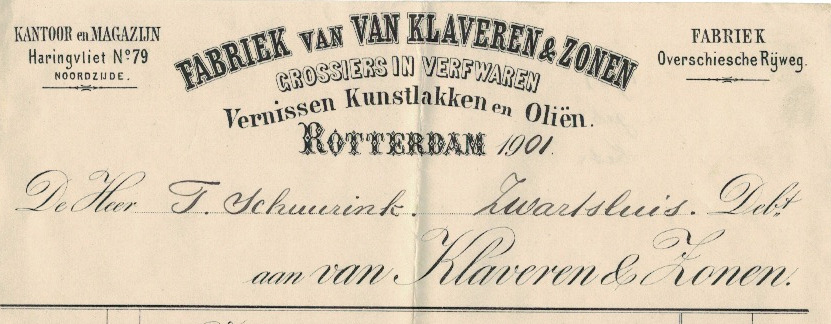 KANTOOR en MAGAZIJN
Haringvliet No. 79
NOORDZIJDE.
FABRIEK VAN VAN KLAVEREN & ZONEN
GROSSIERS IN VERFWAREN
Vernissen Kunstlakken en Oliën.
ROTTERDAM 1901.
FABRIEK
Overschiesche Rijweg.
De Heer T. Schuurink. Zwartsluis. Debt.
aan van Klaveren & Zonen.